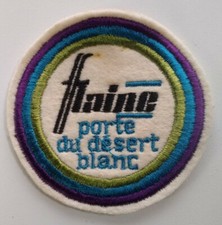 flaine
porte
du désert
blanc